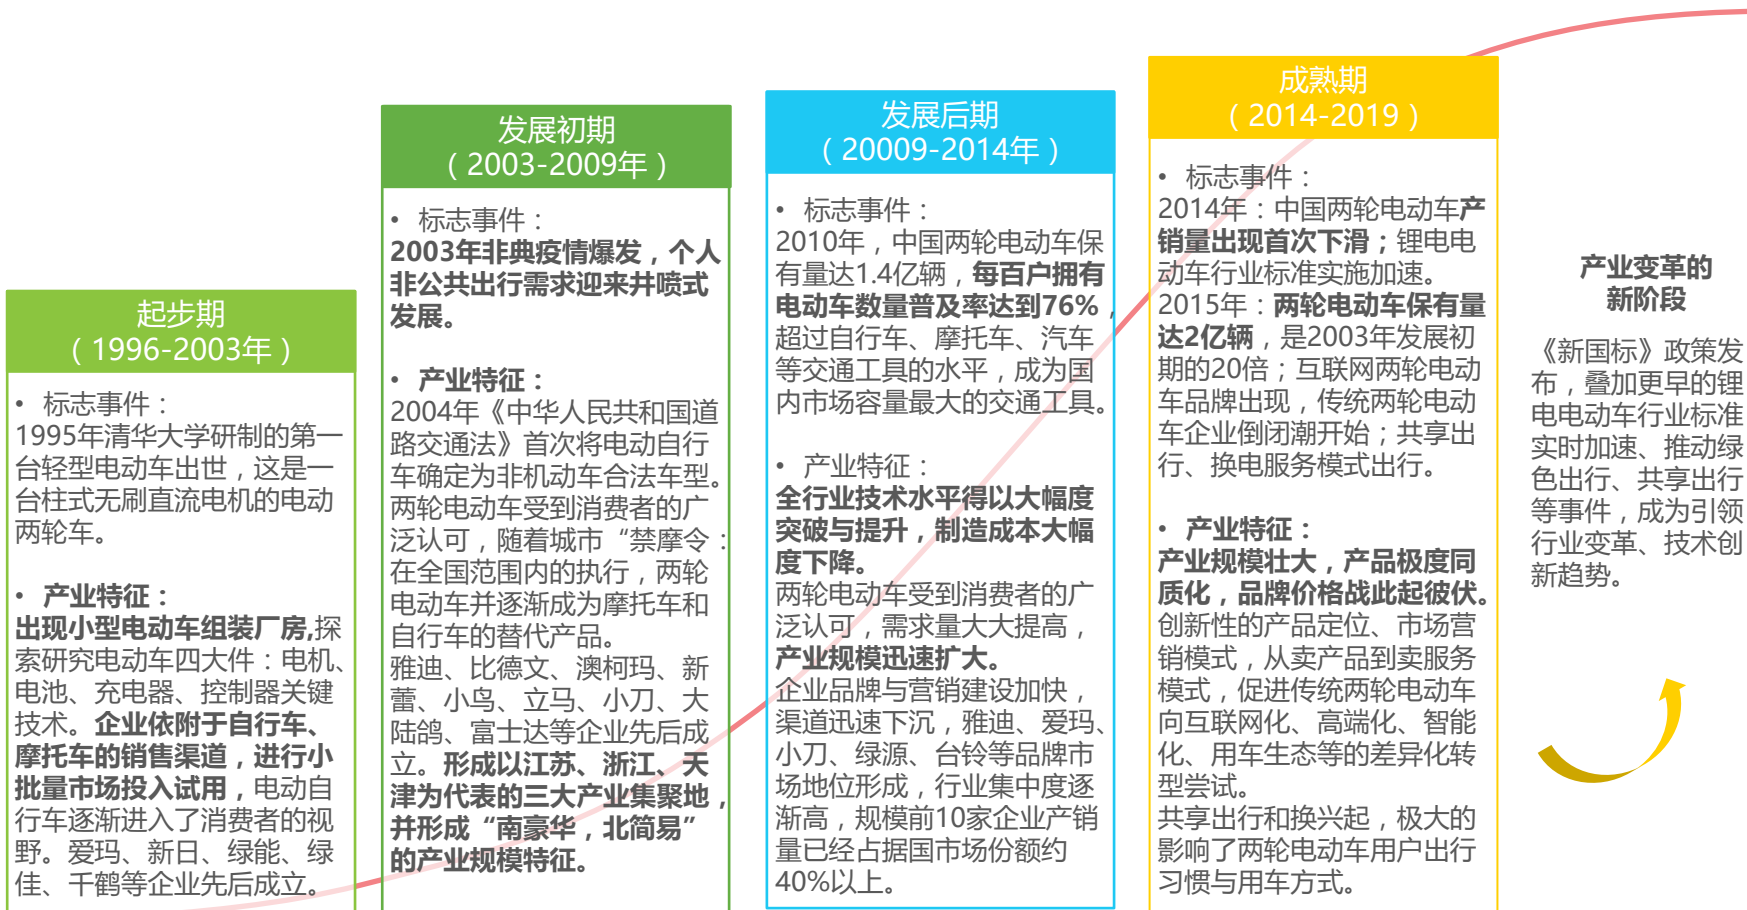 起步期
（1996-2003年）
• 标志事件：
1995年清华大学研制的第一
台轻型电动车出世，这是一
台柱式无刷直流电机的电动
两轮车。
• 产业特征：
出现小型电动车组装厂房,探
索研究电动车四大件：电机、
电池、充电器、控制器关键
技术。企业依附于自行车、
摩托车的销售渠道，进行小
批量市场投入试用，电动自
行车逐渐进入了消费者的视
野。爱玛、新日、绿能、绿
佳、千鹤等企业先后成立。
发展初期
（2003-2009年）
• 标志事件：
2003年非典疫情爆发，个人
非公共出行需求迎来井喷式
发展。
• 产业特征：
2004年《中华人民共和国道
路交通法》首次将电动自行
车确定为非机动车合法车型。
两轮电动车受到消费者的广
泛认可，随着城市“禁摩令：
在全国范围内的执行，两轮
电动车并逐渐成为摩托车和
自行车的替代产品。
雅迪、比德文、澳柯玛、新
蕾、小鸟、立马、小刀、大
陆鸽、富士达等企业先后成
立。形成以江苏、浙江、天
津为代表的三大产业集聚地，
并形成“南豪华，北简易”
的产业规模特征。
发展后期
（20009-2014年）
• 标志事件：
2010年，中国两轮电动车保
有量达1.4亿辆，每百户拥有
电动车数量普及率达到76%，
超过自行车、摩托车、汽车
等交通工具的水平，成为国
内市场容量最大的交通工具。
• 产业特征：
全行业技术水平得以大幅度
突破与提升，制造成本大幅
度下降。
两轮电动车受到消费者的广
泛认可，需求量大大提高，
产业规模迅速扩大。
企业品牌与营销建设加快，
渠道迅速下沉，雅迪、爱玛、
小刀、绿源、台铃等品牌市
场地位形成，行业集中度逐
渐高，规模前10家企业产销
量已经占据国市场份额约
40%以上。
成熟期
（2014-2019）
• 标志事件：
2014年：中国两轮电动车产
销量出现首次下滑；锂电电
动车行业标准实施加速。
2015年：两轮电动车保有量
达2亿辆，是2003年发展初
期的20倍；互联网两轮电动
车品牌出现，传统两轮电动
车企业倒闭潮开始；共享出
行、换电服务模式出行。
• 产业特征：
产业规模壮大，产品极度同
质化，品牌价格战此起彼伏。
创新性的产品定位、市场营
销模式，从卖产品到卖服务
模式，促进传统两轮电动车
向互联网化、高端化、智能
化、用车生态等的差异化转
型尝试。
共享出行和换兴起，极大的
影响了两轮电动车用户出行
习惯与用车方式。
产业变革的
新阶段
《新国标》政策发
布，叠加更早的锂
电电动车行业标准
实时加速、推动绿
色出行、共享出行
等事件，成为引领
行业变革、技术创
新趋势。